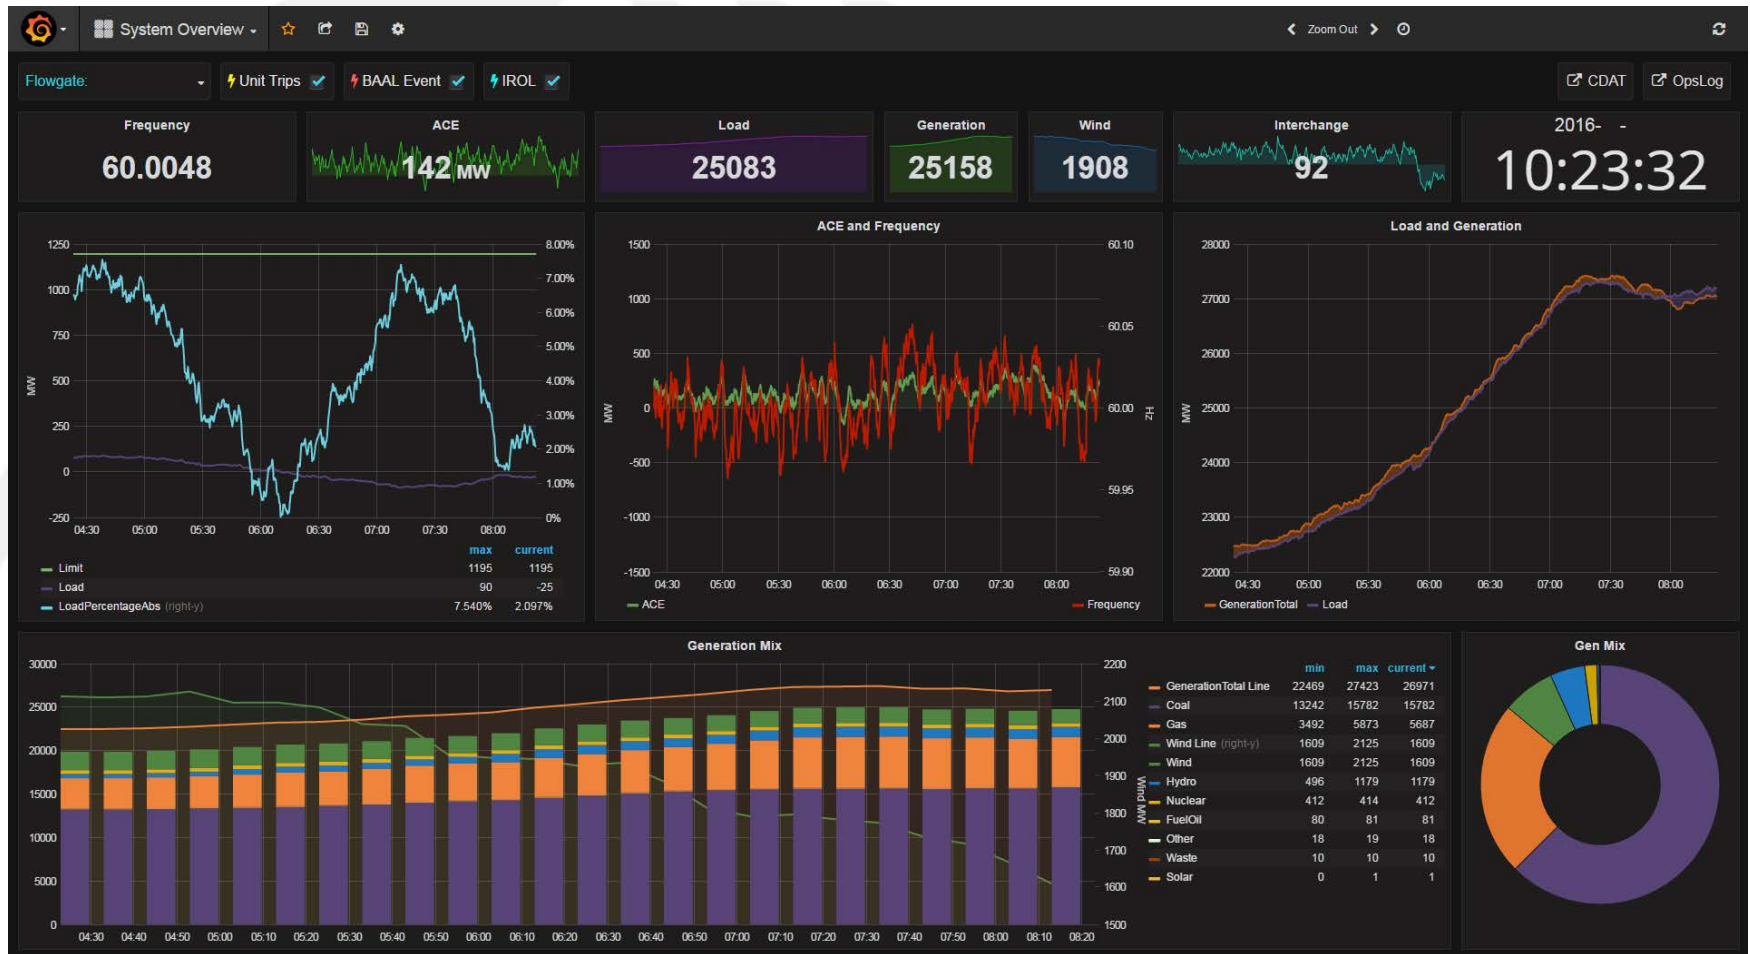 System Overview
Zoom Out
Flowgate:
Unit Trips
BAAL Event
IROL
CDAT
OpsLog
Frequency
60.0048
ACE
142 MW
Load
25083
Generation
25158
Wind
1908
Interchange
92
2016- -
10:23:32
1250
1000
750
500
250
0
-250
MW
8.00%
7.00%
6.00%
5.00%
4.00%
3.00%
2.00%
1.00%
0%
04:30 05:00 05:30 06:00 06:30 07:00 07:30 08:00
max current
Limit 1195 1195
Load 90 -25
LoadPercentageAbs (right-y) 7.540% 2.097%
ACE and Frequency
1500
1000
500
0
-500
-1000
-1500
MW
60.10
60.05
60.00
59.95
59.90
Hz
04:30 05:00 05:30 06:00 06:30 07:00 07:30 08:00
ACE
Frequency
Load and Generation
28000
27000
26000
25000
24000
23000
22000
MW
04:30 05:00 05:30 06:00 06:30 07:00 07:30 08:00
GenerationTotal Load
Generation Mix
30000
25000
20000
15000
10000
5000
0
2200
2100
2000
1900
1800
1700
1600
1500
Wind MW
04:30 04:40 04:50 05:00 05:10 05:20 05:30 05:40 05:50 06:00 06:10 06:20 06:30 06:40 06:50 07:00 07:10 07:20 07:30 07:40 07:50 08:00 08:10 08:20
min max current
GenerationTotal Line 22469 27423 26971
Coal 13242 15782 15782
Gas 3492 5873 5687
Wind Line (right-y) 1609 2125 1609
Wind 1609 2125 1609
Hydro 496 1179 1179
Nuclear 412 414 412
FuelOil 80 81 81
Other 18 19 18
Waste 10 10 10
Solar 0 1 1
Gen Mix